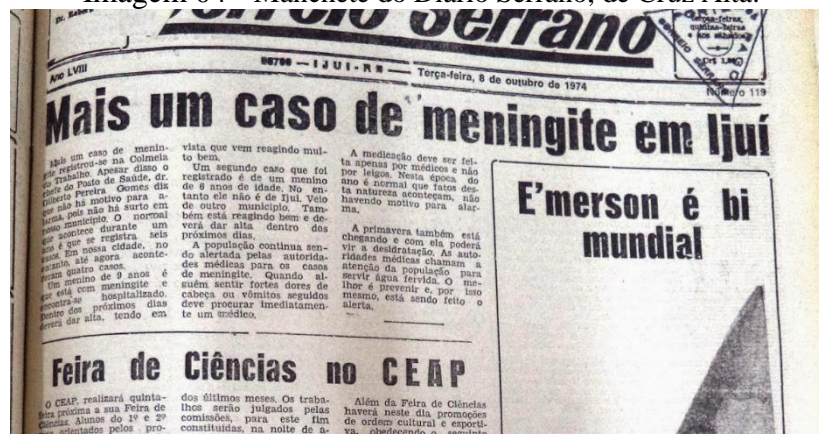 Imagem 04 – Manchete do Diário Serrano, de Cruz Alta.
Dr. Rober
Correio Serrano
terças-feiras,
quintas-feiras
e aos sábados
CORREIO SERRANO
Ano LVIII
98700 — IJUI-RS — Terça-feira, 8 de outubro de 1974
Número 119
Mais um caso de meningite em Ijuí
Mais um caso de menin-
gite registrou-se na Colmeia
do Trabalho. Apesar disso o
chefe do Posto de Saúde, dr.
Gilberto Pereira Gomes diz
que não há motivo para a-
larma, pois não há surto em
nosso município. O normal
que acontece durante um
ano é que se registra seis
casos. Em nossa cidade, no
entanto, até agora aconte-
ceram quatro casos.
Um menino de 9 anos é
que está com meningite e
encontra-se hospitalizado.
Dentro dos próximos dias
deverá dar alta, tendo em
vista que vem reagindo mui-
to bem.
Um segundo caso que foi
registrado é de um menino
de 6 anos de idade. No en-
tanto ele não é de Ijuí. Veio
de outro município. Tam-
bém está reagindo bem e de-
verá dar alta dentro dos
próximos dias.
A população continua sen-
do alertada pelas autorida-
des médicas para os casos
de meningite. Quando al-
guém sentir fortes dores de
cabeça ou vômitos seguidos
deve procurar imediatamen-
te um médico.
A medicação deve ser fei-
ta apenas por médicos e não
por leigos. Nesta época do
ano é normal que fatos des-
ta natureza aconteçam, não
havendo motivo para alar-
ma.
A primavera também está
chegando e com ela poderá
vir a desidratação. As auto-
ridades médicas chamam a
atenção da população para
servir água fervida. O me-
lhor é prevenir e, por isso
mesmo, está sendo feito o
alerta.
E'merson é bi
mundial
Feira de Ciências no CEAP
O CEAP, realizará quinta-
feira próxima a sua Feira de
Ciências. Alunos do 1º e 2º
orientados pelos pro-
dos últimos meses. Os traba-
lhos serão julgados pelas
comissões, para este fim
constituídas, na noite de a-
Além da Feira de Ciências
haverá neste dia promoções
de ordem cultural e esporti-
va, obedecendo o seguinte